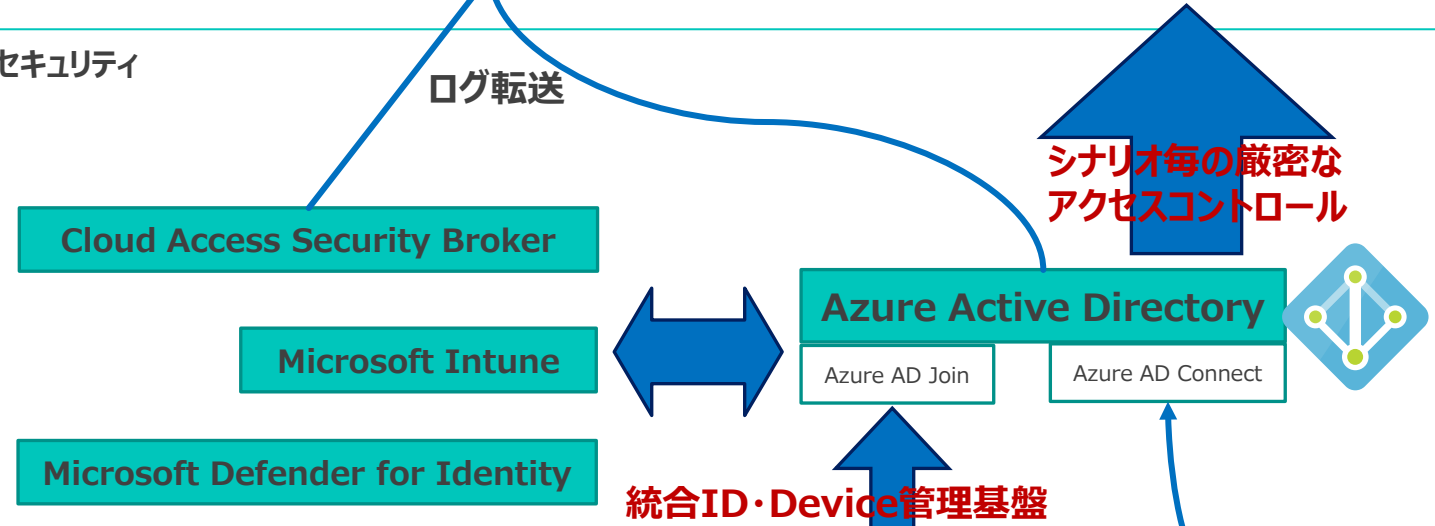 セキュリティ
ログ転送
シナリオ毎の厳密な
アクセスコントロール
Cloud Access Security Broker
Azure Active Directory
Microsoft Intune
Azure AD Join
Azure AD Connect
Microsoft Defender for Identity
統合ID・Device管理基盤